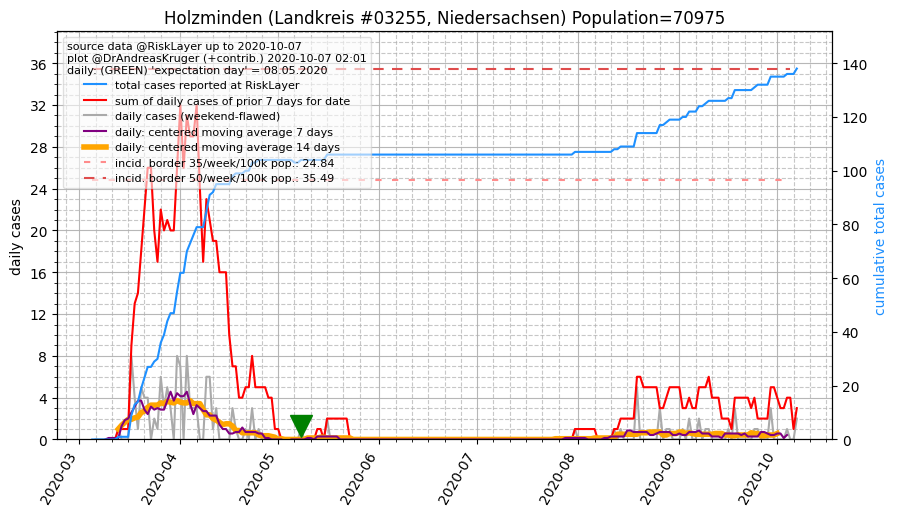 Holzminden (Landkreis #03255, Niedersachsen) Population=70975
source data @RiskLayer up to 2020-10-07
plot @DrAndreasKruger (+contrib.) 2020-10-07 02:01
daily: (GREEN) 'expectation day' = 08.05.2020
total cases reported at RiskLayer
sum of daily cases of prior 7 days for date
daily cases (weekend-flawed)
daily: centered moving average 7 days
daily: centered moving average 14 days
incid. border 35/week/100k pop.: 24.84
incid. border 50/week/100k pop.: 35.49
daily cases
36
32
28
24
20
16
12
8
4
0
cumulative total cases
140
120
100
80
60
40
20
0
2020-03
2020-04
2020-05
2020-06
2020-07
2020-08
2020-09
2020-10